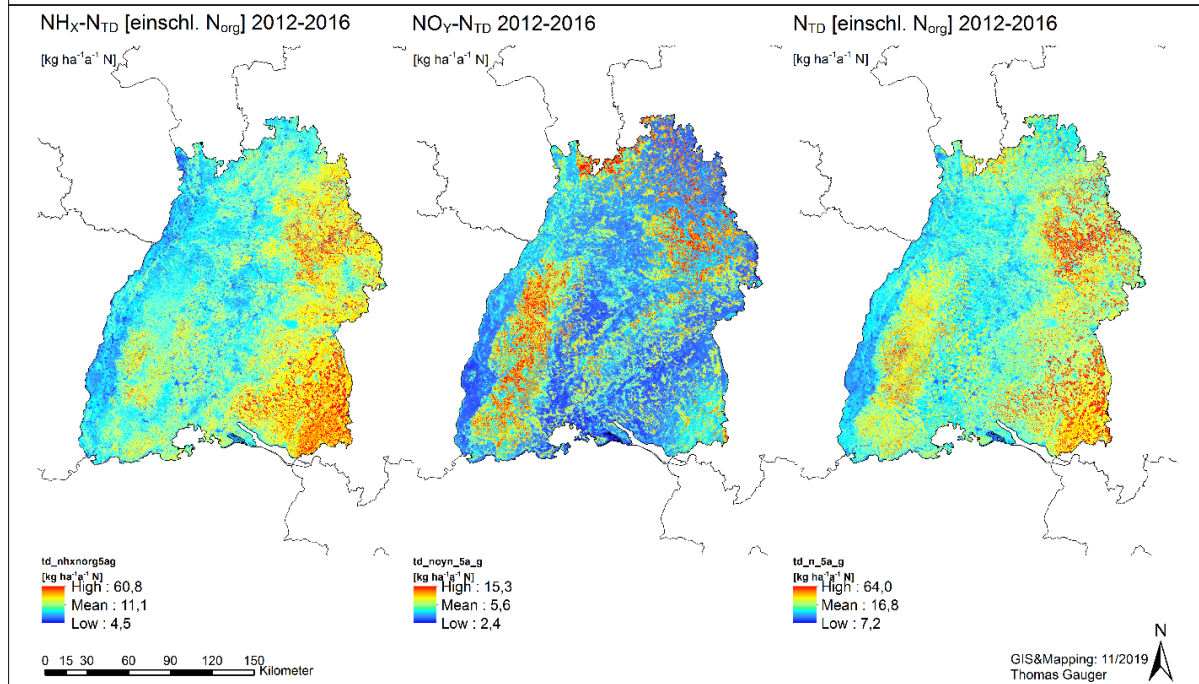 NHX-NTD [einschl. Norg] 2012-2016
[kg ha-1a-1 N]
NOY-NTD 2012-2016
[kg ha-1a-1 N]
NTD [einschl. Norg] 2012-2016
[kg ha-1a-1 N]
td_nhxnorg5ag
[kg ha-1a-1 N]
High : 60,8
Mean : 11,1
Low : 4,5
td_noyn_5a_g
[kg ha-1a-1 N]
High : 15,3
Mean : 5,6
Low : 2,4
td_n_5a_g
[kg ha-1a-1 N]
High : 64,0
Mean : 16,8
Low : 7,2
0 15 30 60 90 120 150
Kilometer
N
GIS&Mapping: 11/2019
Thomas Gauger